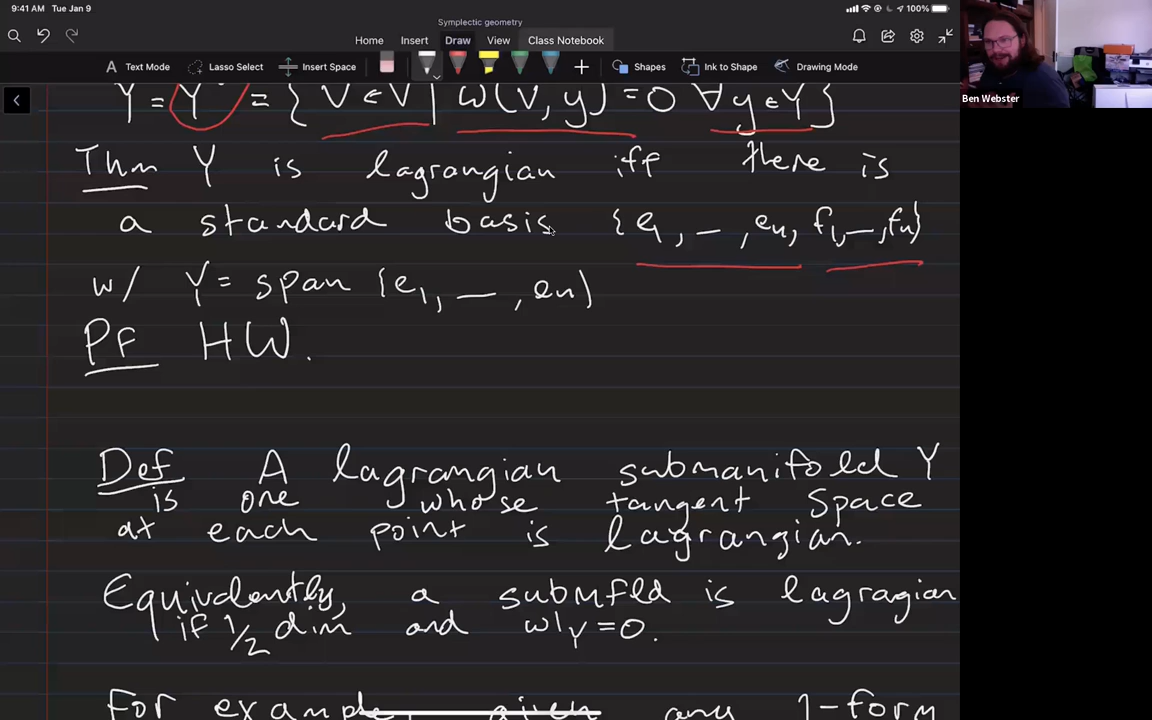 9:41 AM Tue Jan 9
100%
Symplectic geometry
Home Insert Draw View Class Notebook
Text Mode Lasso Select Insert Space Shapes Ink to Shape Drawing Mode
Ben Webster
Y = Y = { V ∈ V | ω(V, y) = 0 ∀ y ∈ Y }
Thm Y is lagrangian iff there is
a standard basis {e1, —, en, f1, —, fn}
w/ Y = span {e1, —, en}
PF HW.
Def A lagrangian submanifold Y
is one whose tangent space
at each point is lagrangian.
Equivalently, a submfld is lagragian
if 1/2 dim and ω|Y = 0.
For example, given any 1-form